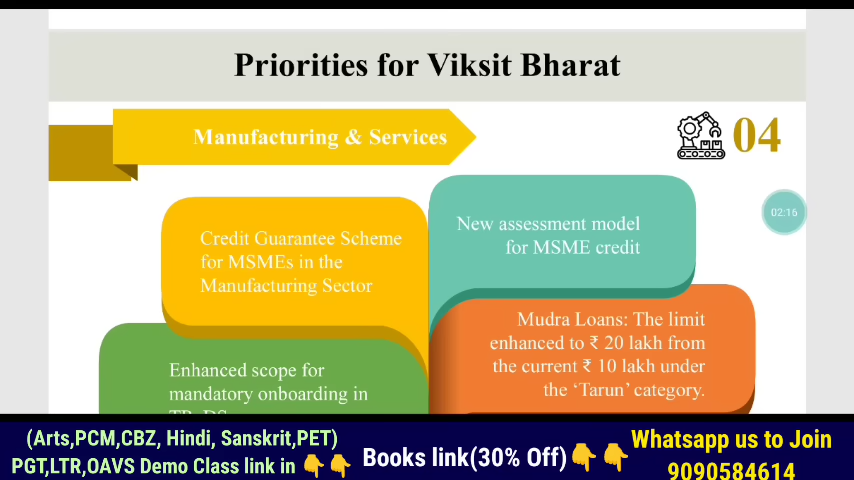 Priorities for Viksit Bharat
Manufacturing & Services
04
02:16
Credit Guarantee Scheme
for MSMEs in the
Manufacturing Sector
New assessment model
for MSME credit
Mudra Loans: The limit
enhanced to ₹ 20 lakh from
the current ₹ 10 lakh under
the ‘Tarun’ category.
Enhanced scope for
mandatory onboarding in
(Arts,PCM,CBZ, Hindi, Sanskrit,PET)
PGT,LTR,OAVS Demo Class link in 👇👇
Books link(30% Off)👇👇
Whatsapp us to Join
9090584614